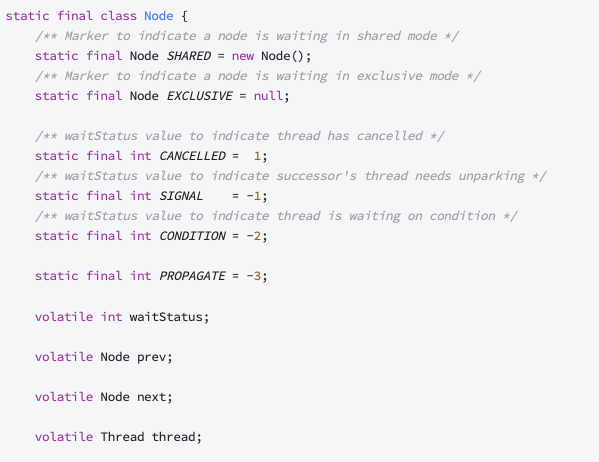 static final class Node {
    /** Marker to indicate a node is waiting in shared mode */
    static final Node SHARED = new Node();
    /** Marker to indicate a node is waiting in exclusive mode */
    static final Node EXCLUSIVE = null;

    /** waitStatus value to indicate thread has cancelled */
    static final int CANCELLED =  1;
    /** waitStatus value to indicate successor's thread needs unparking */
    static final int SIGNAL    = -1;
    /** waitStatus value to indicate thread is waiting on condition */
    static final int CONDITION = -2;

    static final int PROPAGATE = -3;

    volatile int waitStatus;

    volatile Node prev;

    volatile Node next;

    volatile Thread thread;